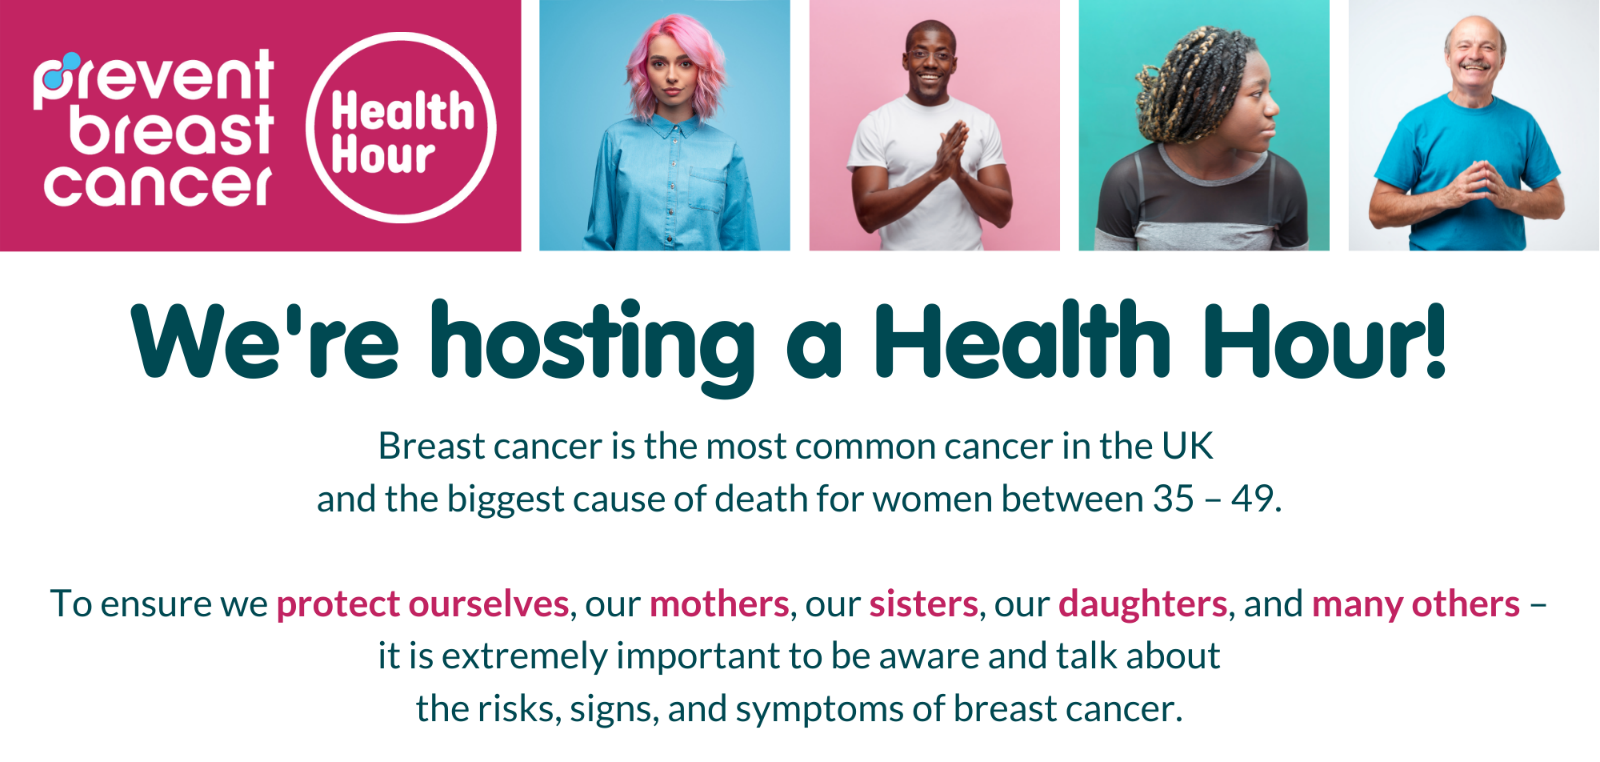 prevent
breast
cancer
Health
Hour
We're hosting a Health Hour!
Breast cancer is the most common cancer in the UK
and the biggest cause of death for women between 35 – 49.
To ensure we protect ourselves, our mothers, our sisters, our daughters, and many others –
it is extremely important to be aware and talk about
the risks, signs, and symptoms of breast cancer.